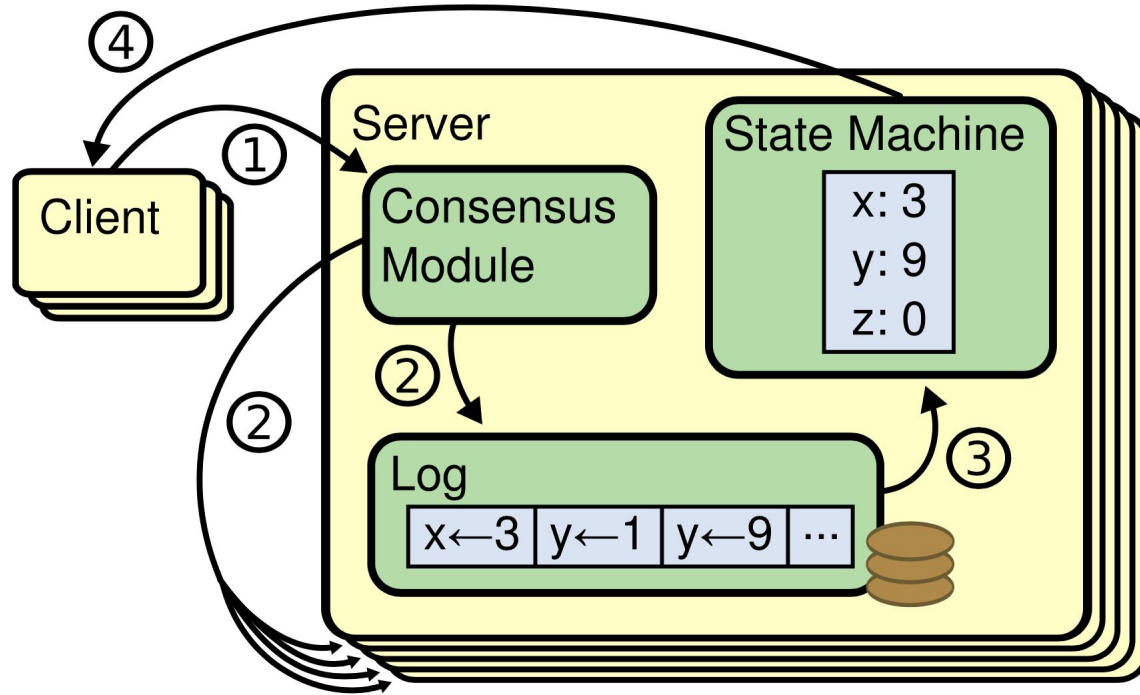 ④
①
Server
State Machine
Client
Consensus
Module
x: 3
y: 9
z: 0
②
②
③
Log
x←3 y←1 y←9 ...